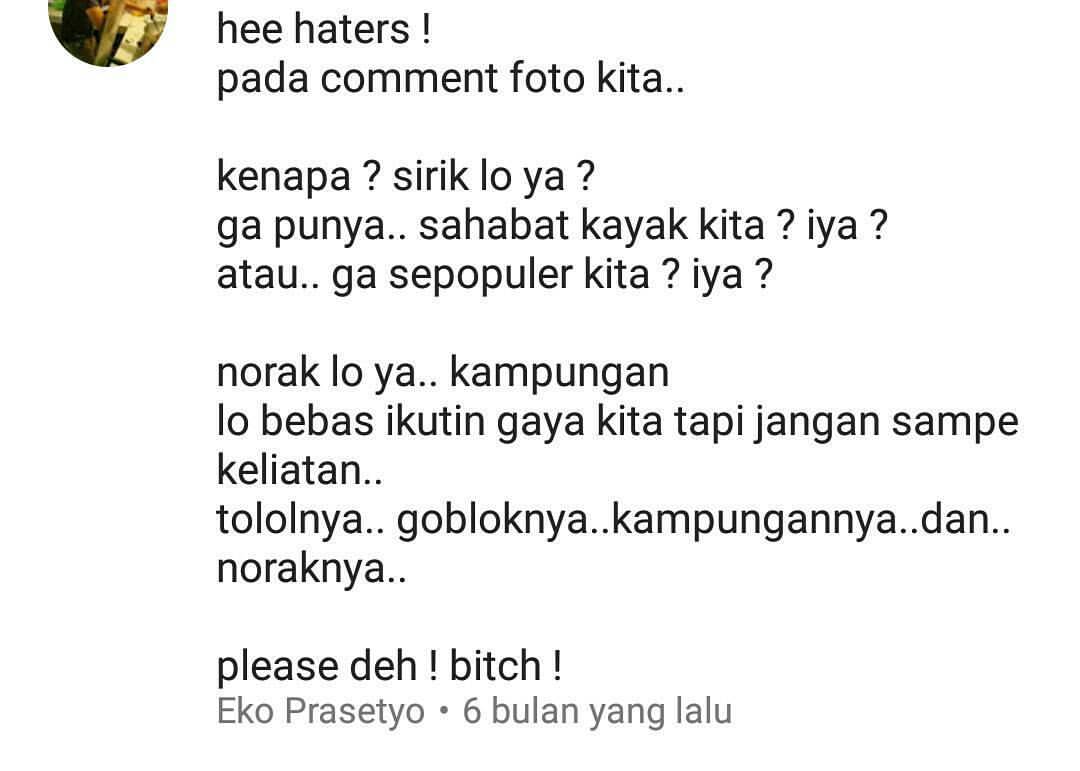 hee haters !
pada comment foto kita..
kenapa ? sirik lo ya ?
ga punya.. sahabat kayak kita ? iya ?
atau.. ga sepopuler kita ? iya ?
norak lo ya.. kampungan
lo bebas ikutin gaya kita tapi jangan sampe
keliatan..
tololnya.. gobloknya..kampungannya..dan..
noraknya..
please deh ! bitch !
Eko Prasetyo • 6 bulan yang lalu